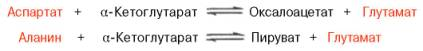 Аспартат + α-Кетоглутарат ⇌ Оксалоацетат + Глутамат
Аланин + α-Кетоглутарат ⇌ Пируват + Глутамат